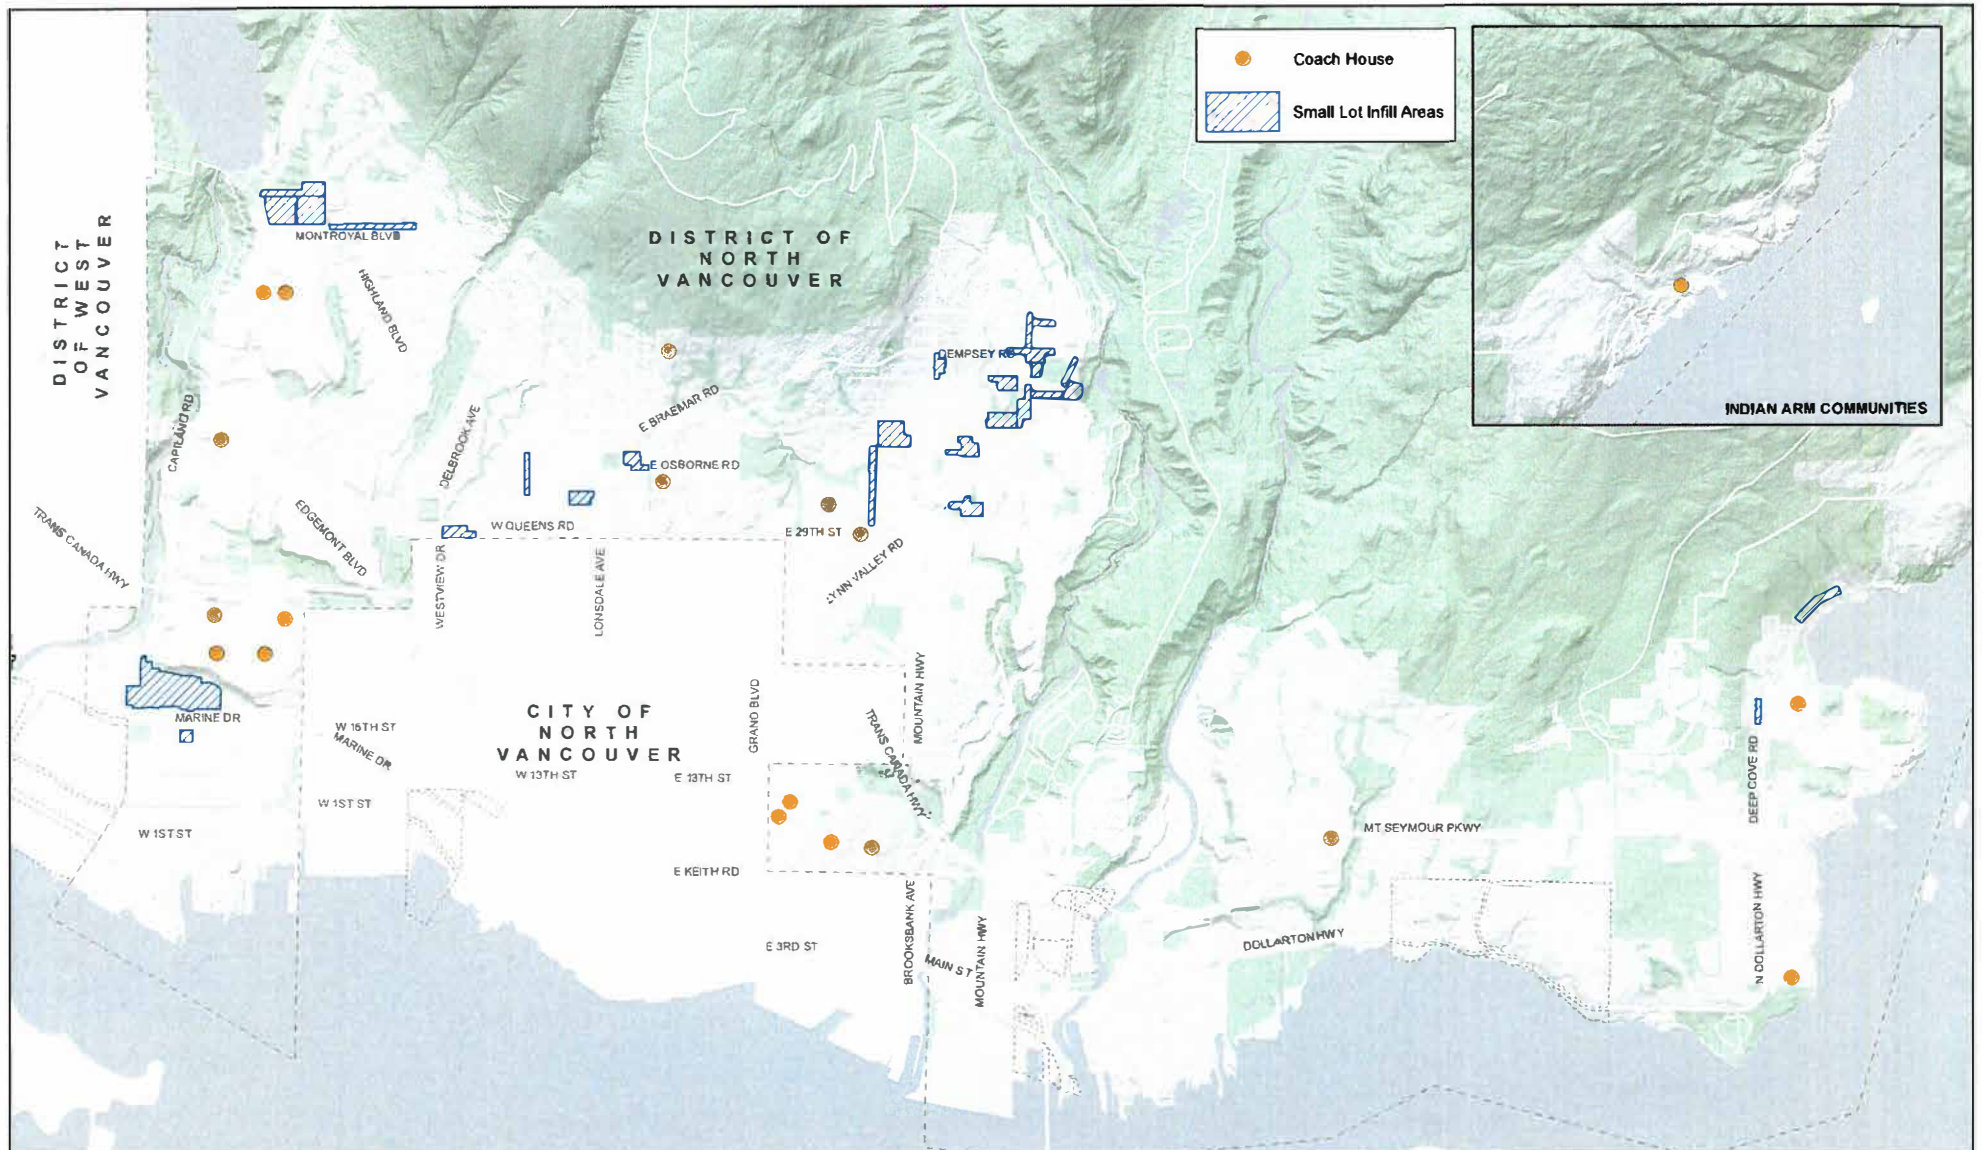 Coach House
Small Lot Infill Areas
INDIAN ARM COMMUNITIES
DISTRICT
OF WEST
VANCOUVER
DISTRICT OF
NORTH
VANCOUVER
CITY OF
NORTH
VANCOUVER
MONTROYAL BLVD
HIGHLAND BLVD
CAPILANO RD
DELBROOK AVE
E BRAEMAR RD
DEMPSEY RD
E OSBORNE RD
TRANS CANADA HWY
EDGEMONT BLVD
W QUEENS RD
E 29TH ST
LYNN VALLEY RD
WESTVIEW DR
LONSDALE AVE
MARINE DR
W 16TH ST
MARINE DR
W 13TH ST
E 13TH ST
GRAND BLVD
TRANS CANADA HWY
MOUNTAIN HWY
W 1ST ST
W 1ST ST
E KEITH RD
E 3RD ST
BROOKSBANK AVE
MAIN ST
MOUNTAIN HWY
MT SEYMOUR PKWY
DOLLARTON HWY
DEEP COVE RD
N DOLLARTON HWY